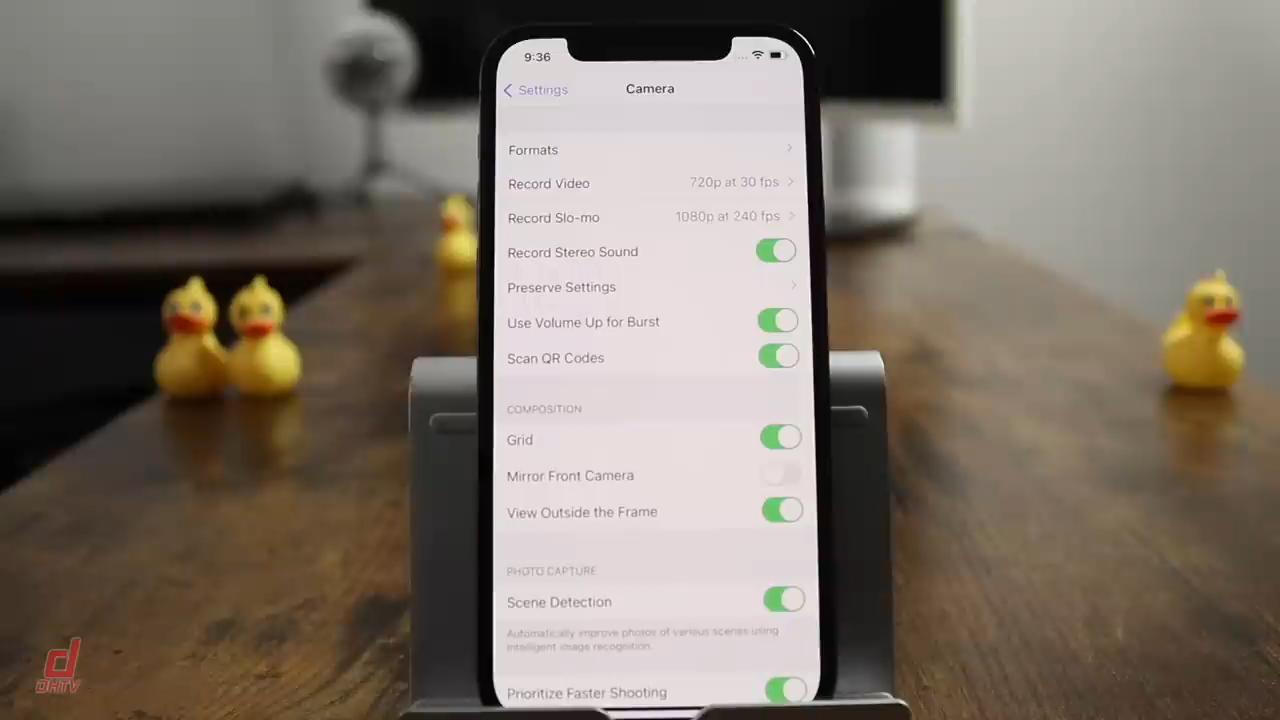 9:36
Settings
Camera
Formats
Record Video 720p at 30 fps
Record Slo-mo 1080p at 240 fps
Record Stereo Sound
Preserve Settings
Use Volume Up for Burst
Scan QR Codes
COMPOSITION
Grid
Mirror Front Camera
View Outside the Frame
PHOTO CAPTURE
Scene Detection
Automatically improve photos of various scenes using
intelligent image recognition.
Prioritize Faster Shooting
d
DHTV